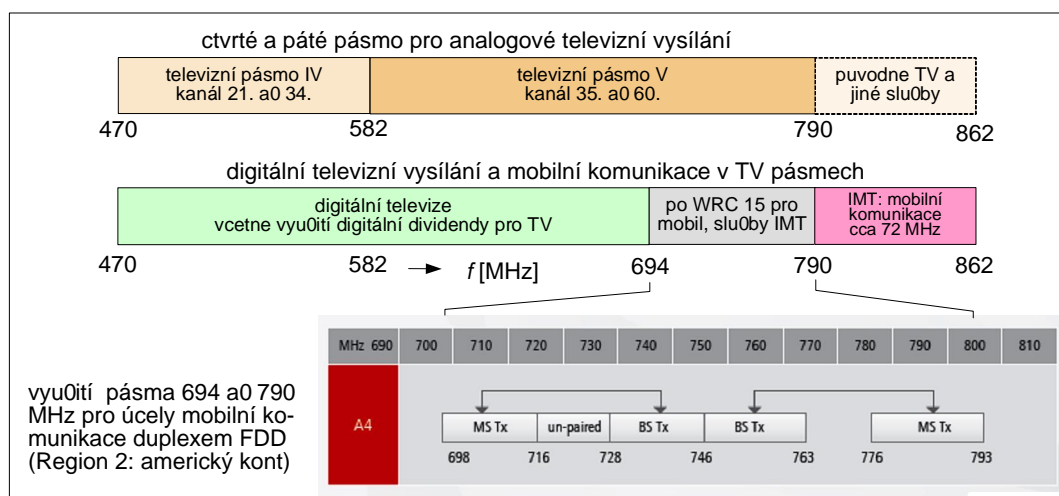 ctvrté a páté pásmo pro analogové televizní vysílání
televizní pásmo IV
kanál 21. a0 34.
televizní pásmo V
kanál 35. a0 60.
puvodne TV a
jiné slu0by
470 582 790 862
digitální televizní vysílání a mobilní komunikace v TV pásmech
digitální televize
vcetne vyu0ití digitální dividendy pro TV
po WRC 15 pro
mobil, slu0by IMT
IMT: mobilní
komunikace
cca 72 MHz
470 582 f [MHz] 694 790 862
MHz 690 700 710 720 730 740 750 760 770 780 790 800 810
vyu0ití pásma 694 a0 790
MHz pro úcely mobilní ko-
munikace duplexem FDD
(Region 2: americký kont)
A4
MS Tx un-paired BS Tx BS Tx MS Tx
698 716 728 746 763 776 793